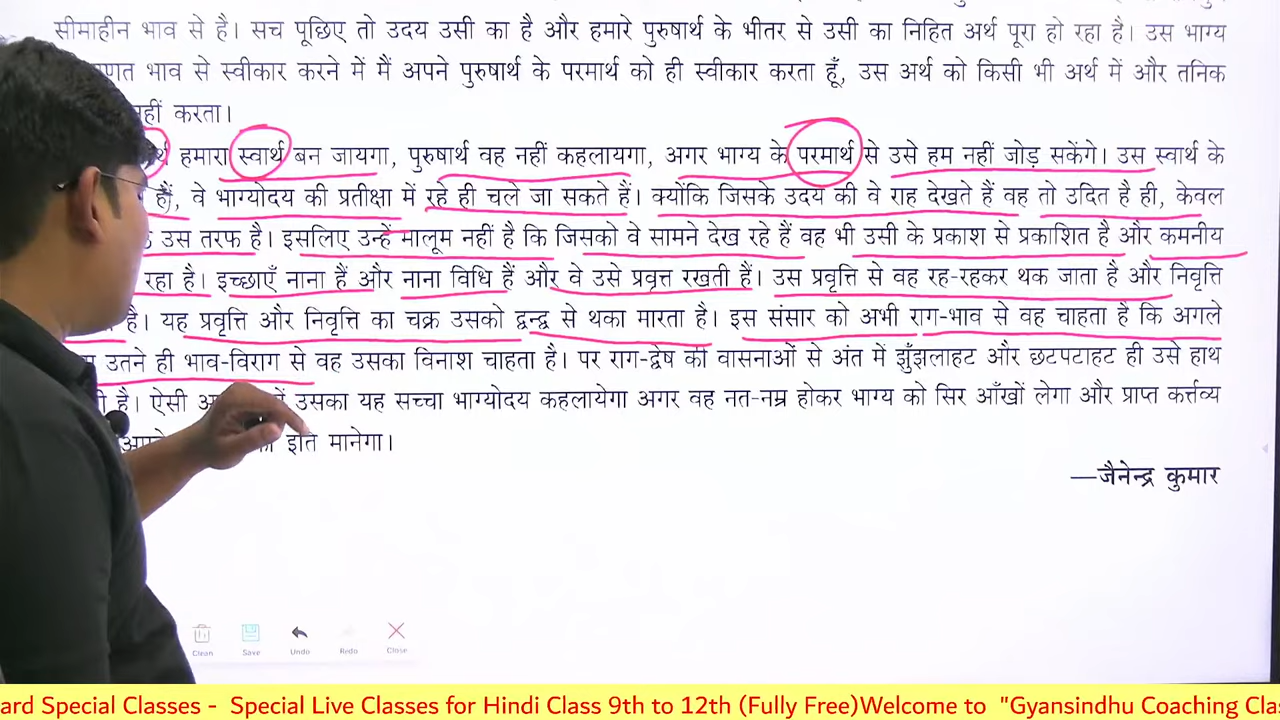 सीमाहीन भाव से है। सच पूछिए तो उदय उसी का है और हमारे पुरुषार्थ के भीतर से उसी का निहित अर्थ पूरा हो रहा है। उस भाग्य
भाव से स्वीकार करने में मैं अपने पुरुषार्थ के परमार्थ को ही स्वीकार करता हूँ, उस अर्थ को किसी भी अर्थ में और तनिक
नहीं करता।
हमारा स्वार्थ बन जायगा, पुरुषार्थ वह नहीं कहलायगा, अगर भाग्य के परमार्थ से उसे हम नहीं जोड़ सकेंगे। उस स्वार्थ के
हैं, वे भाग्योदय की प्रतीक्षा में रहे ही चले जा सकते हैं। क्योंकि जिसके उदय की वे राह देखते हैं वह तो उदित है ही, केवल
उस तरफ है। इसलिए उन्हें मालूम नहीं है कि जिसको वे सामने देख रहे हैं वह भी उसी के प्रकाश से प्रकाशित है और कमनीय
रहा है। इच्छाएँ नाना हैं और नाना विधि हैं और वे उसे प्रवृत्त रखती हैं। उस प्रवृत्ति से वह रह-रहकर थक जाता है और निवृत्ति
है। यह प्रवृत्ति और निवृत्ति का चक्र उसको द्वन्द्व से थका मारता है। इस संसार को अभी राग-भाव से वह चाहता है कि अगले
उतने ही भाव-विराग से वह उसका विनाश चाहता है। पर राग-द्वेष की वासनाओं से अंत में झुँझलाहट और छटपटाहट ही उसे हाथ
है। ऐसी उसका यह सच्चा भाग्योदय कहलायेगा अगर वह नत-नम्र होकर भाग्य को सिर आँखों लेगा और प्राप्त कर्त्तव्य
इति मानेगा।
—जैनेन्द्र कुमार
Clean Save Undo Redo Close
ard Special Classes - Special Live Classes for Hindi Class 9th to 12th (Fully Free)Welcome to "Gyansindhu Coaching Cla